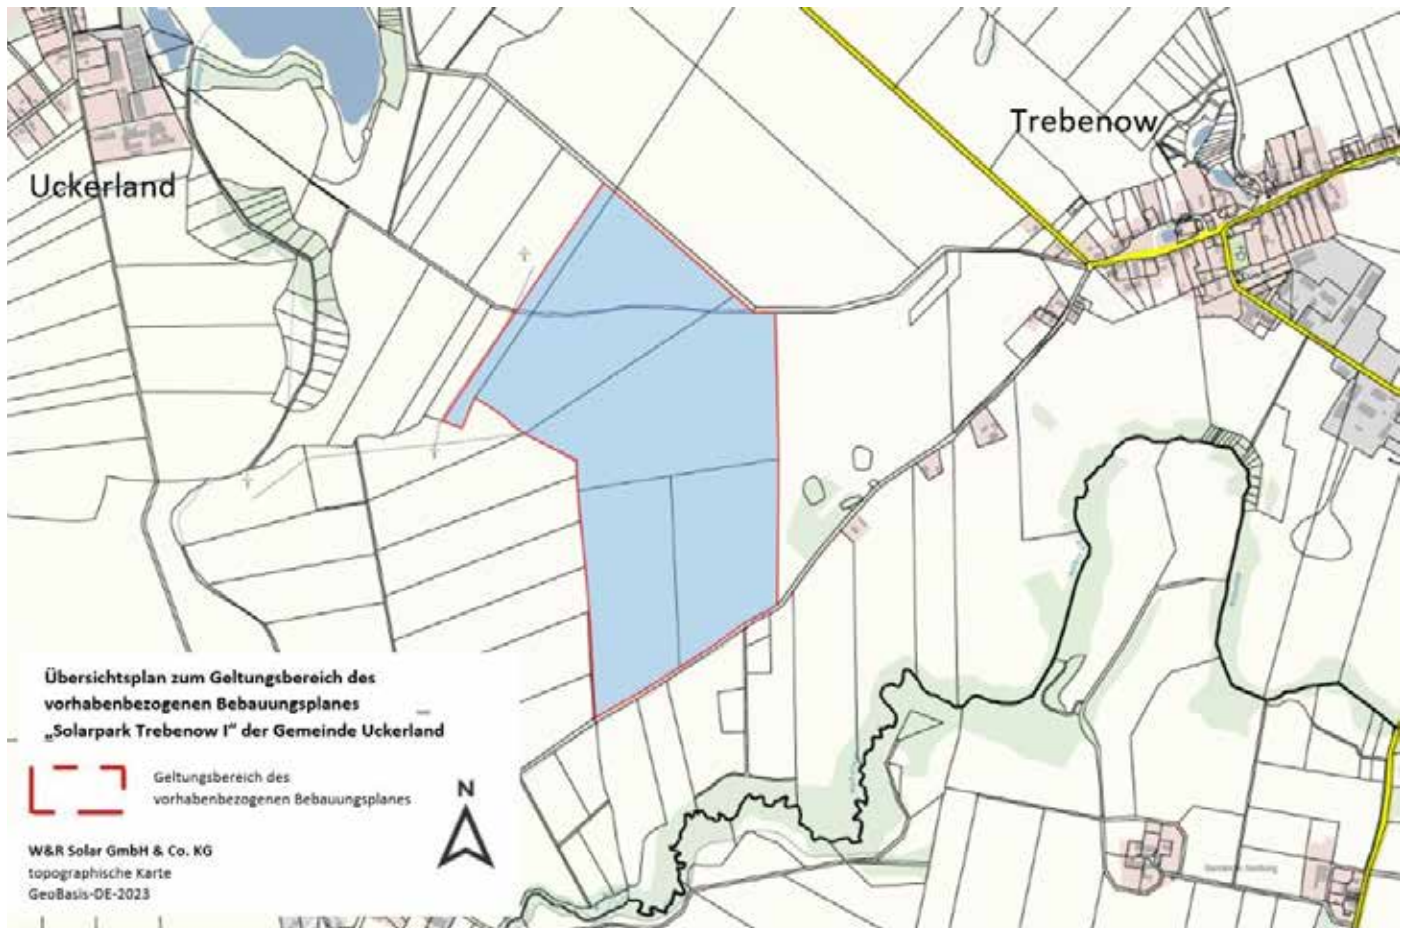 Trebenow
Uckerland
Übersichtsplan zum Geltungsbereich des
vorhabenbezogenen Bebauungsplanes
„Solarpark Trebenow I" der Gemeinde Uckerland
Geltungsbereich des
vorhabenbezogenen Bebauungsplanes
N
W&R Solar GmbH & Co. KG
topographische Karte
GeoBasis-DE-2023